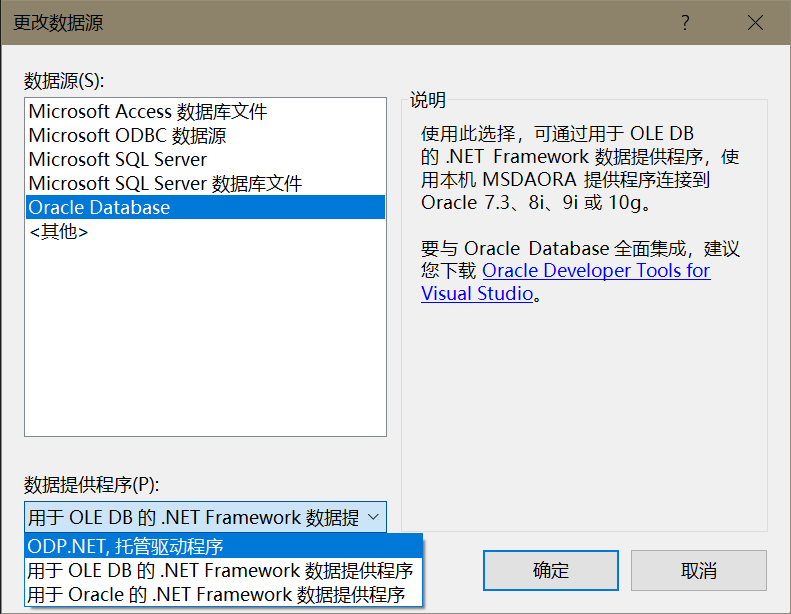 更改数据源
?
数据源(S):
Microsoft Access 数据库文件
Microsoft ODBC 数据源
Microsoft SQL Server
Microsoft SQL Server 数据库文件
Oracle Database
<其他>
说明
使用此选择，可通过用于 OLE DB
的 .NET Framework 数据提供程序，使
用本机 MSDAORA 提供程序连接到
Oracle 7.3、8i、9i 或 10g。
要与 Oracle Database 全面集成，建议
您下载 Oracle Developer Tools for
Visual Studio。
数据提供程序(P):
用于 OLE DB 的 .NET Framework 数据提
ODP.NET, 托管驱动程序
用于 OLE DB 的 .NET Framework 数据提供程序
用于 Oracle 的 .NET Framework 数据提供程序
确定
取消